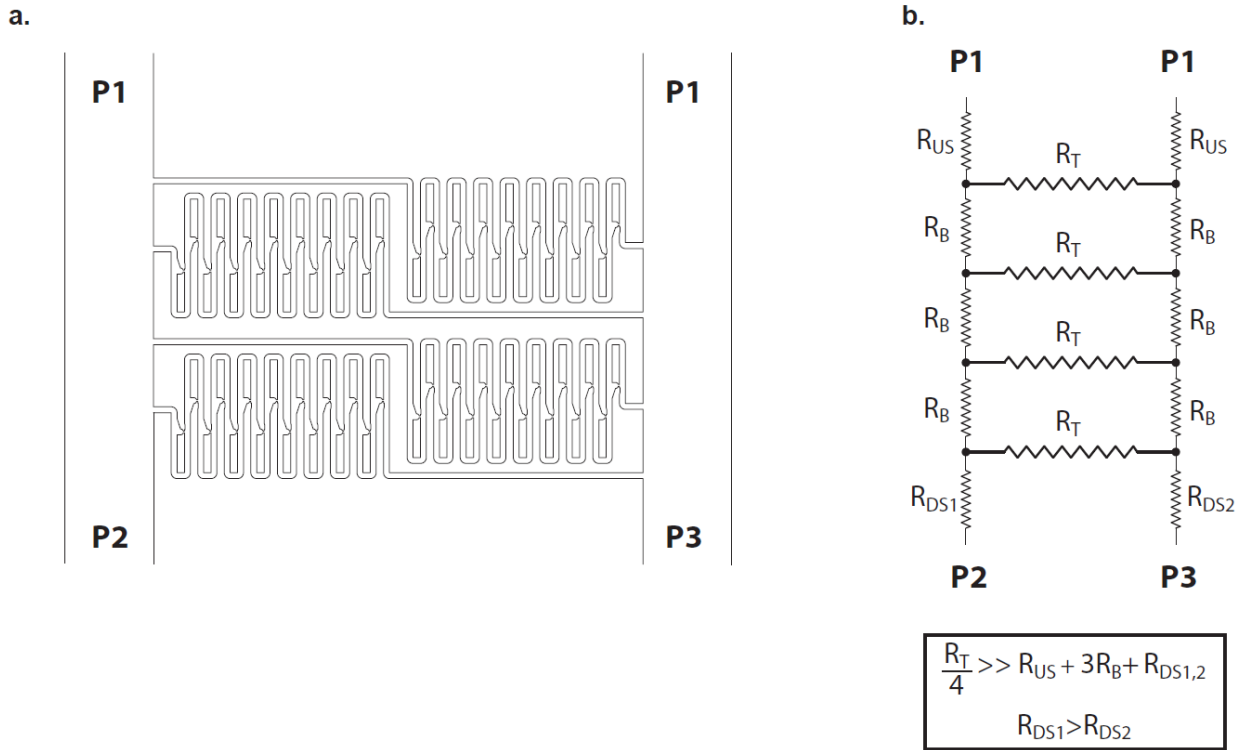 a.
P1
P1
P2
P3
b.
P1
P1
R_US
R_T
R_US
R_B
R_T
R_B
R_B
R_T
R_B
R_B
R_T
R_B
R_DS1
R_DS2
P2
P3
R_T/4 >> R_US + 3R_B + R_DS1,2
R_DS1>R_DS2